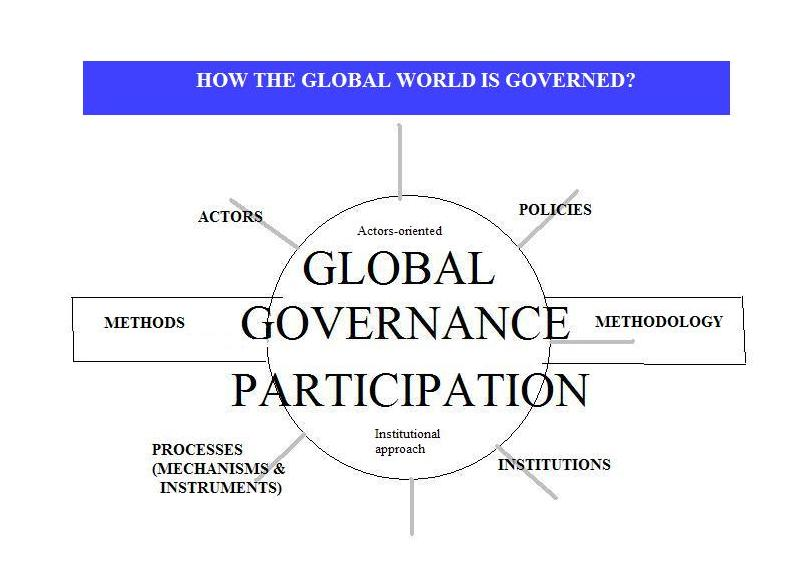 HOW THE GLOBAL WORLD IS GOVERNED?
ACTORS
POLICIES
Actors-oriented
GLOBAL
GOVERNANCE
METHODS
METHODOLOGY
PARTICIPATION
Institutional
approach
PROCESSES
(MECHANISMS &
INSTRUMENTS)
INSTITUTIONS